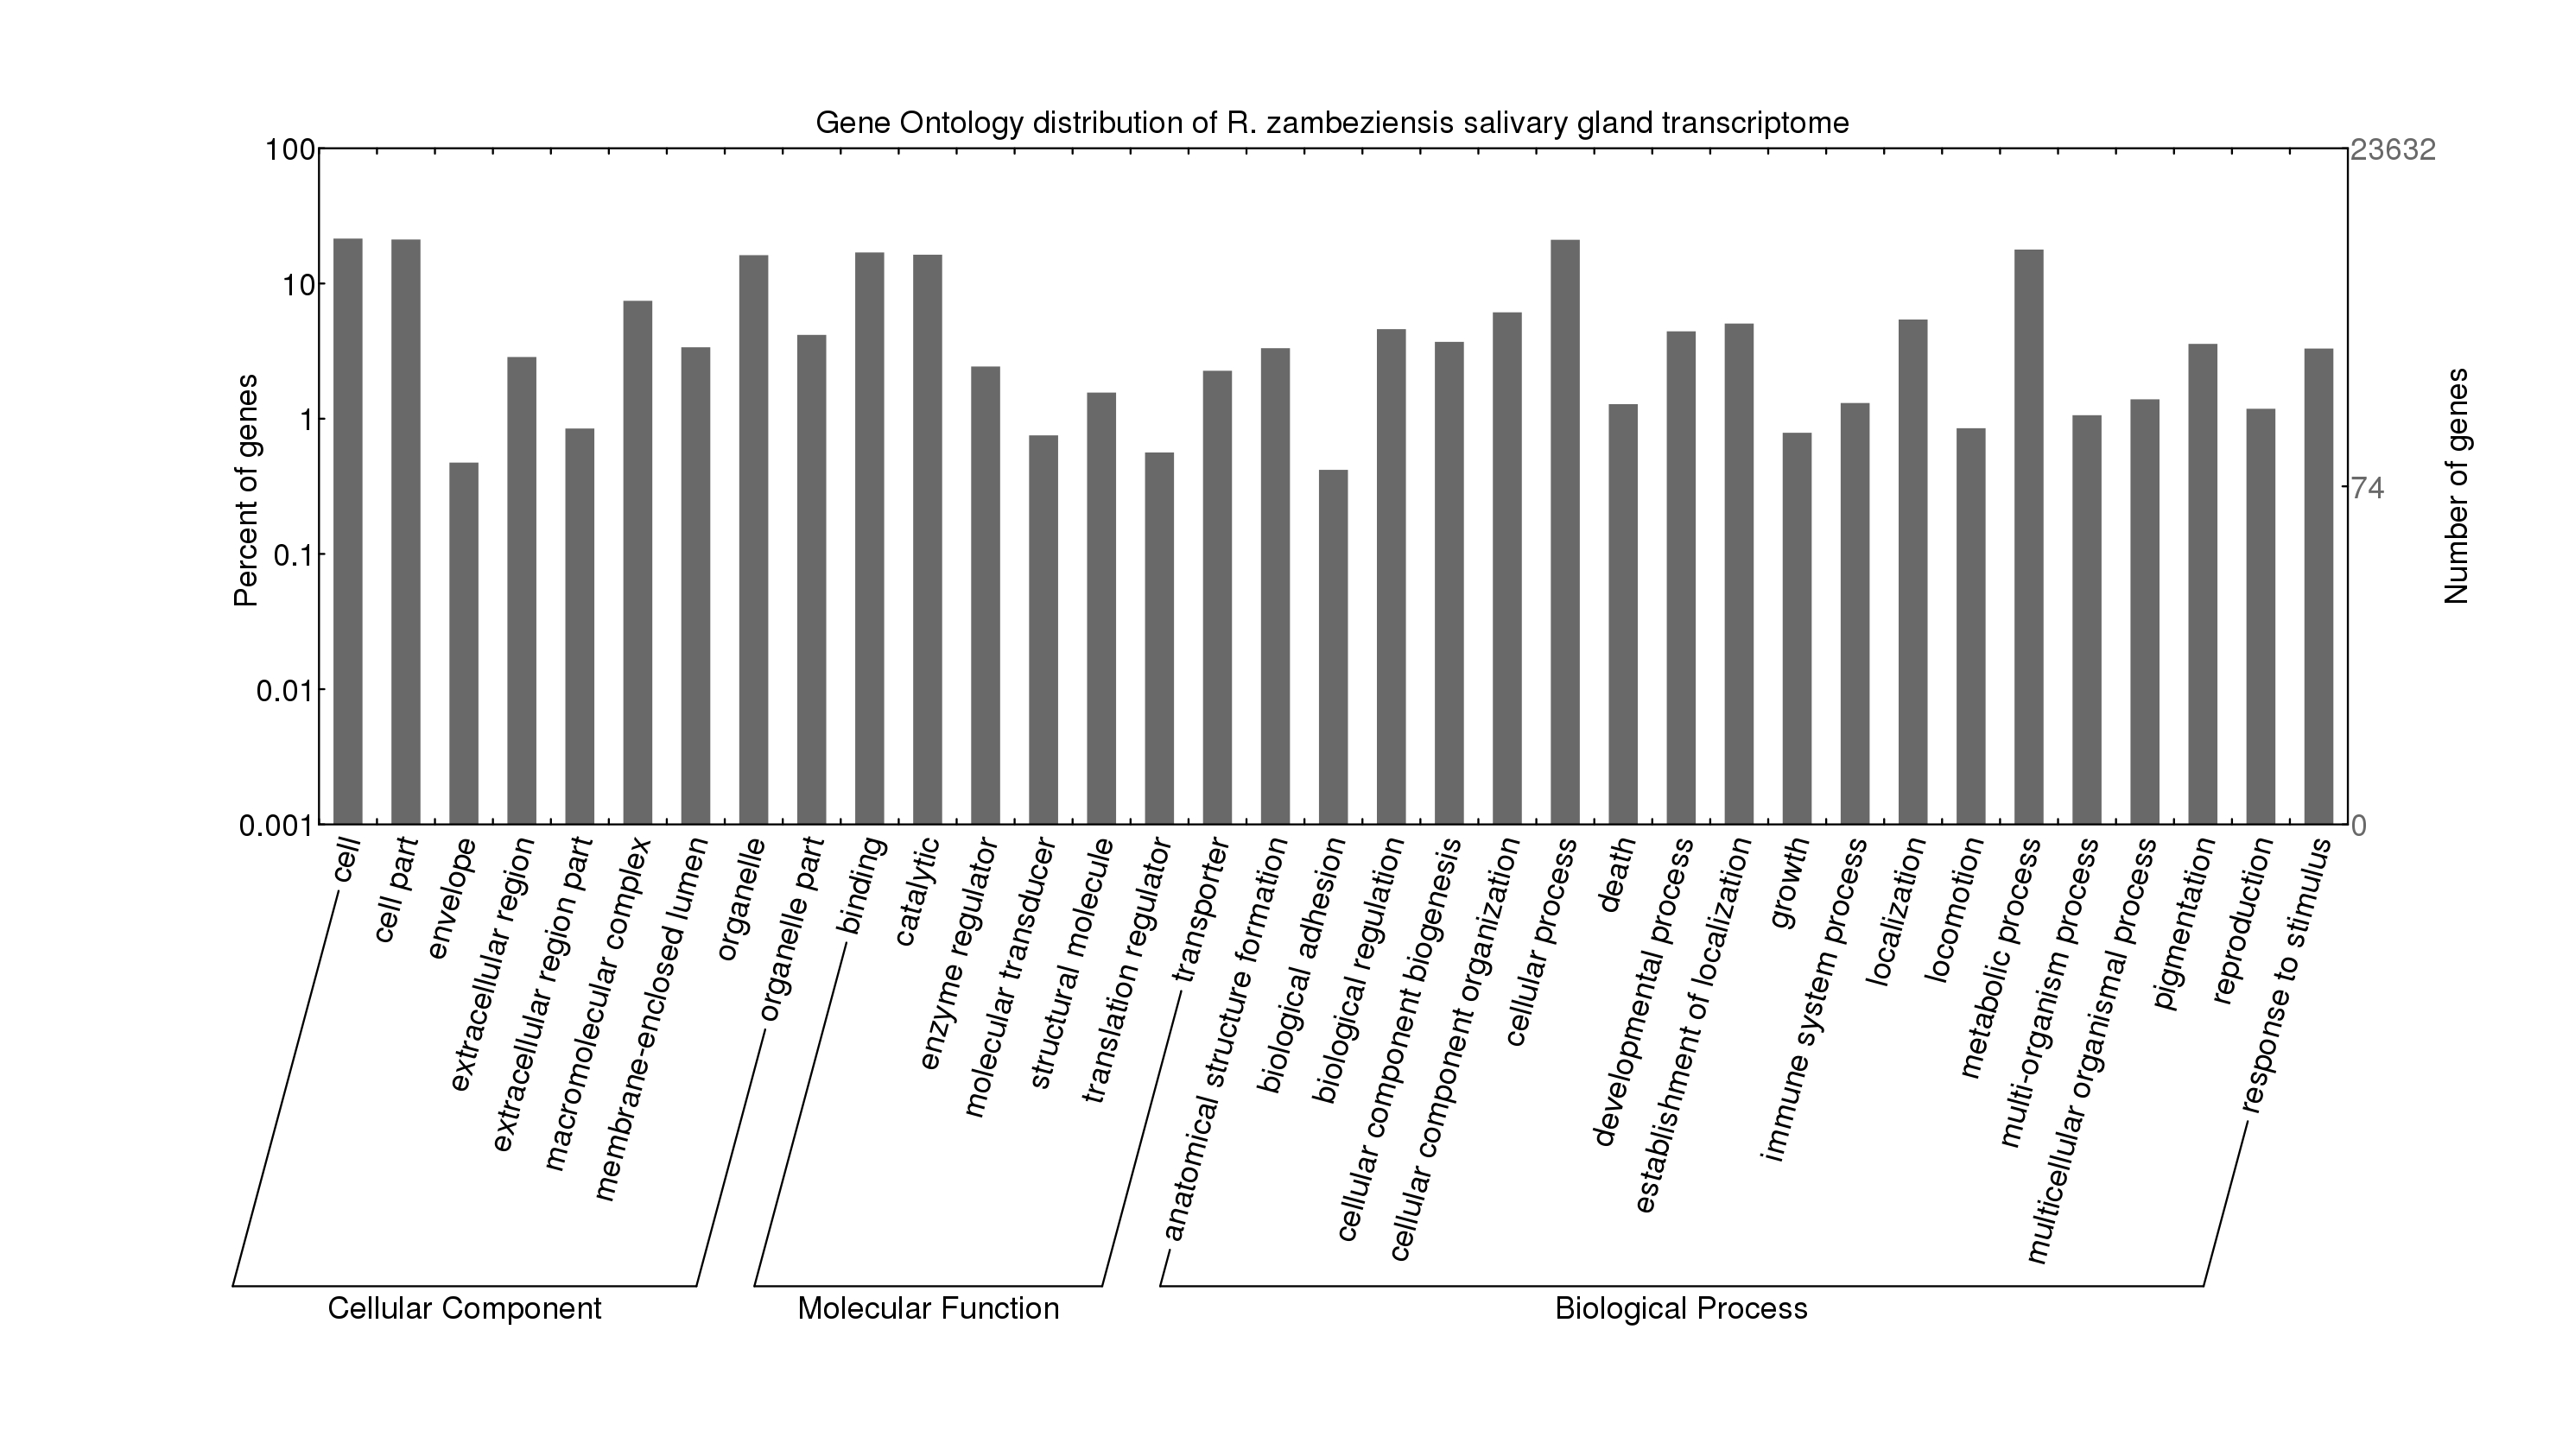 Gene Ontology distribution of R. zambeziensis salivary gland transcriptome
100
10
1
0.1
0.01
0.001
Percent of genes
23632
74
0
Number of genes
cell
cell part
envelope
extracellular region
extracellular region part
macromolecular complex
membrane-enclosed lumen
organelle
organelle part
binding
catalytic
enzyme regulator
molecular transducer
structural molecule
translation regulator
transporter
anatomical structure formation
biological adhesion
biological regulation
cellular component biogenesis
cellular component organization
cellular process
death
developmental process
establishment of localization
growth
immune system process
localization
locomotion
metabolic process
multi-organism process
multicellular organismal process
pigmentation
reproduction
response to stimulus
Cellular Component
Molecular Function
Biological Process